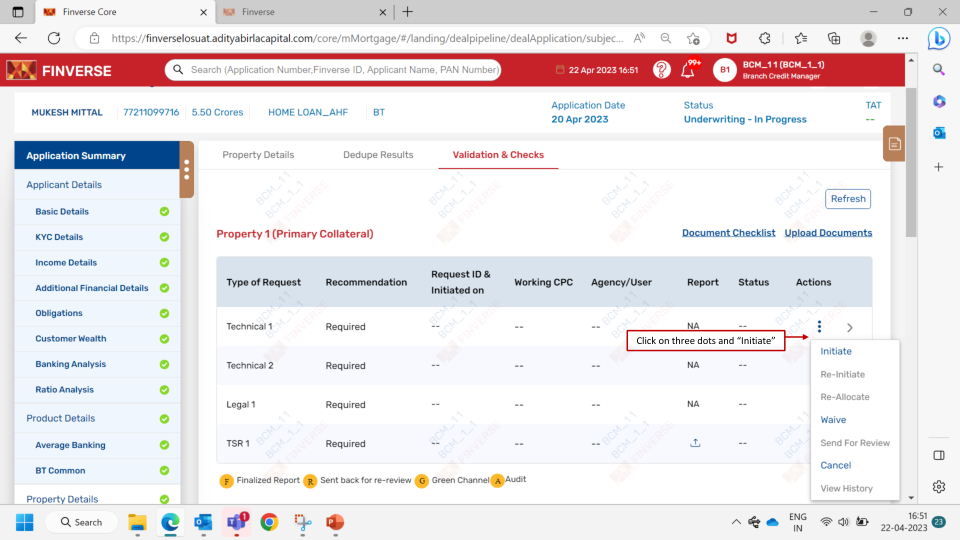 Finverse Core
Finverse
https://finverselosuat.adityabirlacapital.com/core/mMortgage/#/landing/dealpipeline/dealApplication/subjec...
FINVERSE
Search (Application Number,Finverse ID, Applicant Name, PAN Number)
22 Apr 2023 16:51
99+
B1
BCM_1 1 (BCM_1_1)
Branch Credit Manager
MUKESH MITTAL
77211099716
5.50 Crores
HOME LOAN_AHF
BT
Application Date
20 Apr 2023
Status
Underwriting - In Progress
TAT
--
Application Summary
Applicant Details
Basic Details
KYC Details
Income Details
Additional Financial Details
Obligations
Customer Wealth
Banking Analysis
Ratio Analysis
Product Details
Average Banking
BT Common
Property Details
Property Details
Dedupe Results
Validation & Checks
Refresh
Property 1 (Primary Collateral)
Document Checklist
Upload Documents
Type of Request
Recommendation
Request ID &
Initiated on
Working CPC
Agency/User
Report
Status
Actions
Technical 1 Required -- -- -- NA --
Click on three dots and “Initiate”
Technical 2 Required -- -- -- NA --
Legal 1 Required -- -- -- NA --
TSR 1 Required -- -- -- --
Initiate
Re-Initiate
Re-Allocate
Waive
Send For Review
Cancel
View History
F Finalized Report R Sent back for re-review G Green Channel A Audit
Search
1
ENG
IN
16:51
22-04-2023
23